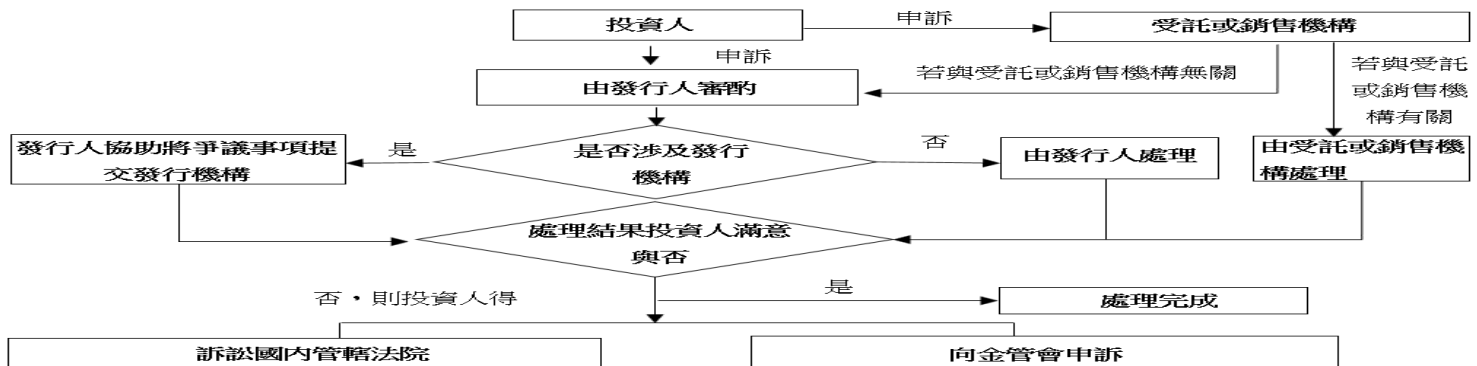 投資人
申訴
受託或銷售機構
申訴
若與受託或銷售機構無關
若與受託
或銷售機
構有關
由發行人審酌
是否涉及發行
機構
是
否
發行人協助將爭議事項提
交發行機構
由發行人處理
由受託或銷售機
構處理
處理結果投資人滿意
與否
否，則投資人得
是
處理完成
訴訟國內管轄法院
向金管會申訴